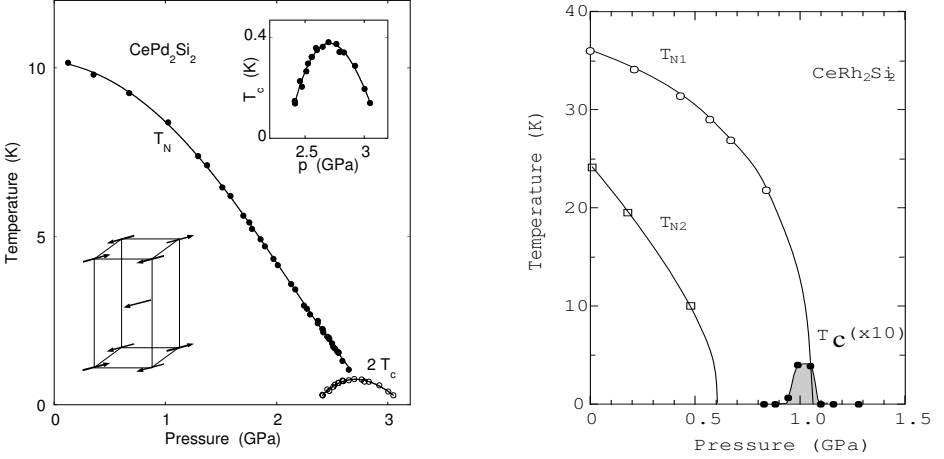 CePd2Si2
10
5
0
Temperature (K)
TN
2 Tc
0 1 2 3
Pressure (GPa)
0.4
0
Tc (K)
2.5 3
p (GPa)
40
30
20
10
0
Temperature (K)
TN1
CeRh2Si2
TN2
Tc(x10)
0 0.5 1.0 1.5
Pressure (GPa)